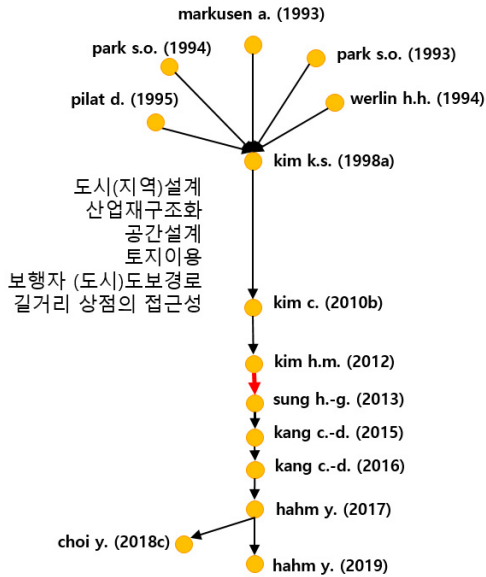 markusen a. (1993)
park s.o. (1994)
park s.o. (1993)
pilat d. (1995)
werlin h.h. (1994)
kim k.s. (1998a)
도시(지역)설계
산업재구조화
공간설계
토지이용
보행자 (도시)도보경로
길거리 상점의 접근성
kim c. (2010b)
kim h.m. (2012)
sung h.-g. (2013)
kang c.-d. (2015)
kang c.-d. (2016)
hahm y. (2017)
choi y. (2018c)
hahm y. (2019)